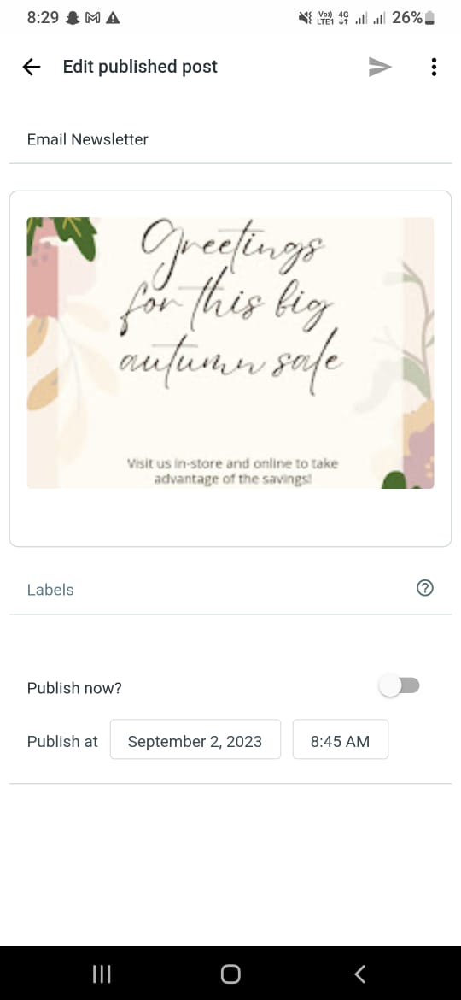 8:29 26%
Vo)) 4G
LTE1
Edit published post
Email Newsletter
Greetings
for this big
autumn sale
Visit us in-store and online to take
advantage of the savings!
Labels
Publish now?
Publish at September 2, 2023 8:45 AM